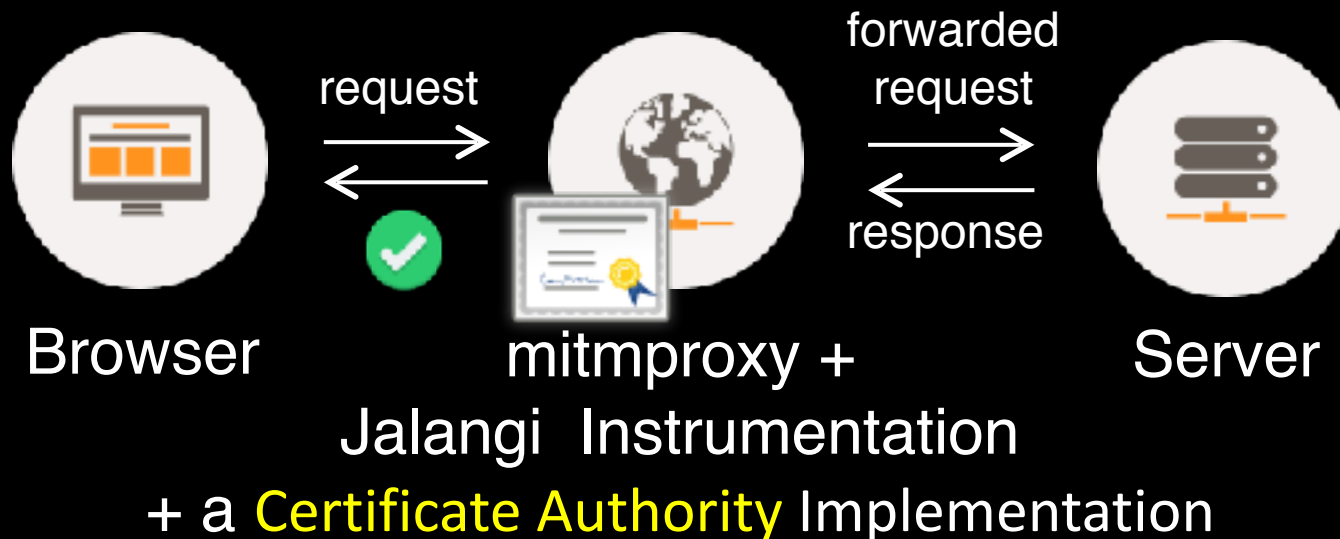 forwarded
request
request
response
Browser
mitmproxy +
Server
Jalangi Instrumentation
+ a Certificate Authority Implementation